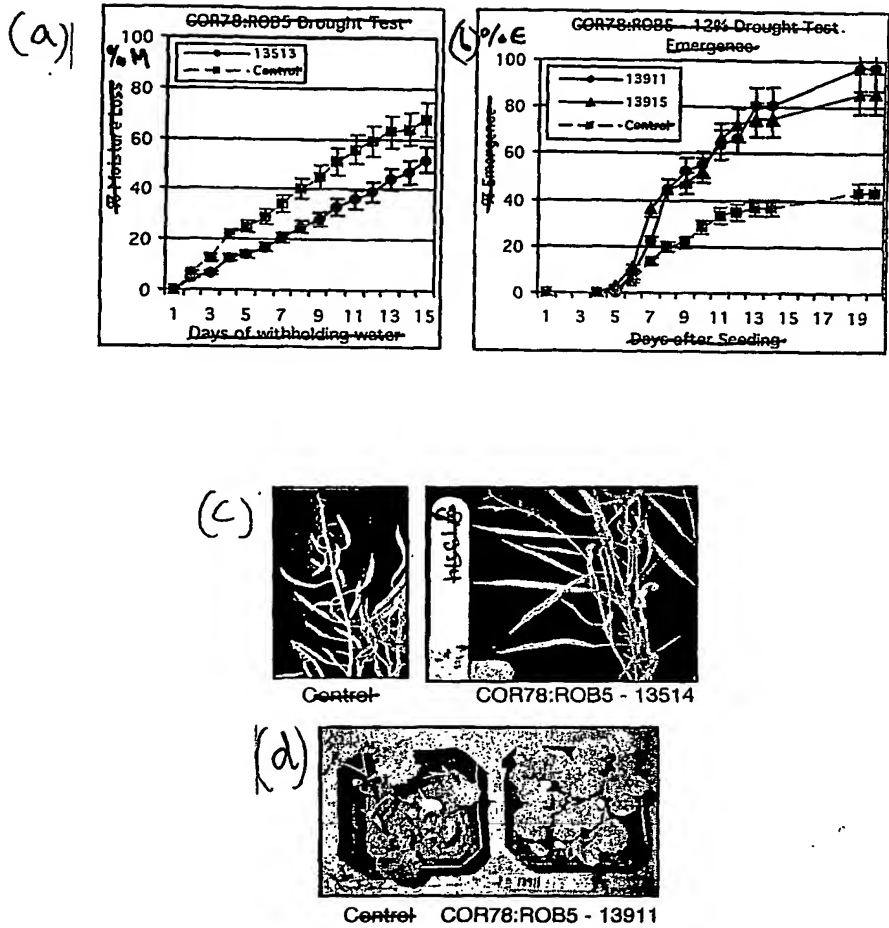 (a)
COR78:ROB5 Drought Test
% M
% Moisture Loss
100
80
60
40
20
0
13513
Control
1 3 5 7 9 11 13 15
Days of withholding water
(b) % E
COR78:ROB5 - 12% Drought Test
Emergence
% Emergence
100
80
60
40
20
0
13911
13915
Control
1 3 5 7 9 11 13 15 17 19
Days after Seeding
(c)
Control
COR78:ROB5 - 13514
(d)
Control
COR78:ROB5 - 13911